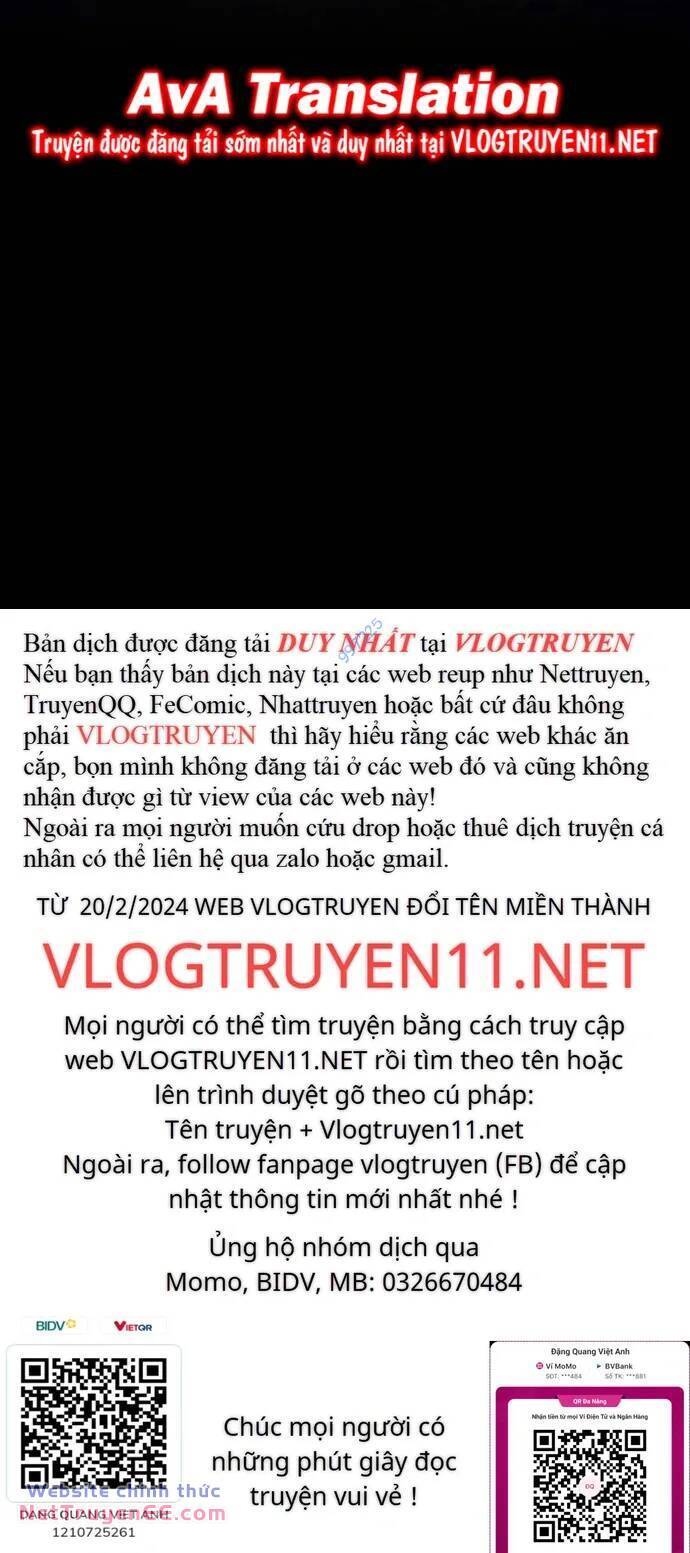 AvA Translation
Truyện được đăng tải sớm nhất và duy nhất tại VLOGTRUYEN11.NET
Bản dịch được đăng tải DUY NHẤT tại VLOGTRUYEN
Nếu bạn thấy bản dịch này tại các web reup như Nettruyen,
TruyenQQ, FeComic, Nhattruyen hoặc bất cứ đâu không
phải VLOGTRUYEN thì hãy hiểu rằng các web khác ăn
cắp, bọn mình không đăng tải ở các web đó và cũng không
nhận được gì từ view của các web này!
Ngoài ra mọi người muốn cứu drop hoặc thuê dịch truyện cá
nhân có thể liên hệ qua zalo hoặc gmail.
TỪ 20/2/2024 WEB VLOGTRUYEN ĐỔI TÊN MIỀN THÀNH
VLOGTRUYEN11.NET
Mọi người có thể tìm truyện bằng cách truy cập
web VLOGTRUYEN11.NET rồi tìm theo tên hoặc
lên trình duyệt gõ theo cú pháp:
Tên truyện + Vlogtruyen11.net
Ngoài ra, follow fanpage vlogtruyen (FB) để cập
nhật thông tin mới nhất nhé !
Ủng hộ nhóm dịch qua
Momo, BIDV, MB: 0326670484
BIDV VIETQR
Đặng Quang Việt Anh
Ví MoMo BVBank
SĐT: ***484 Số TK: ***881
QR Đa Năng
Nhận tiền từ mọi Ví Điện Tử và Ngân Hàng
Chúc mọi người có
những phút giây đọc
truyện vui vẻ !
Website chính thức
NetTruyenCC.com
DANG QUANG VIET ANH
1210725261